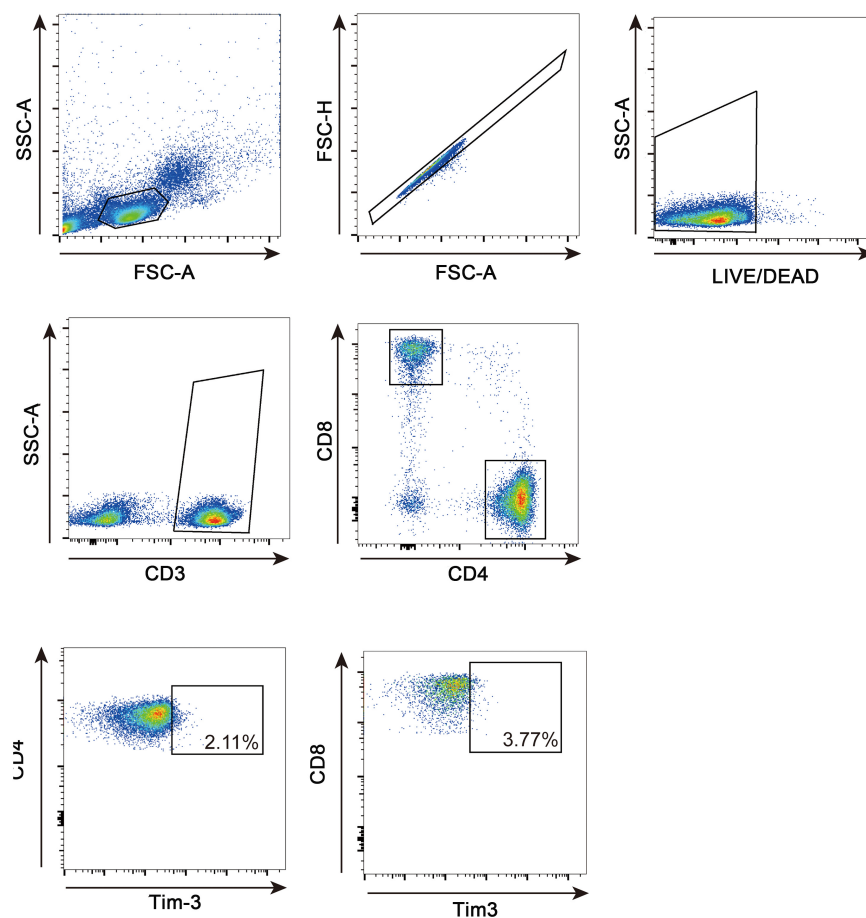 SSC-A
FSC-A
FSC-H
FSC-A
SSC-A
LIVE/DEAD
SSC-A
CD3
CD8
CD4
CD4
2.11%
Tim-3
CD8
3.77%
Tim3